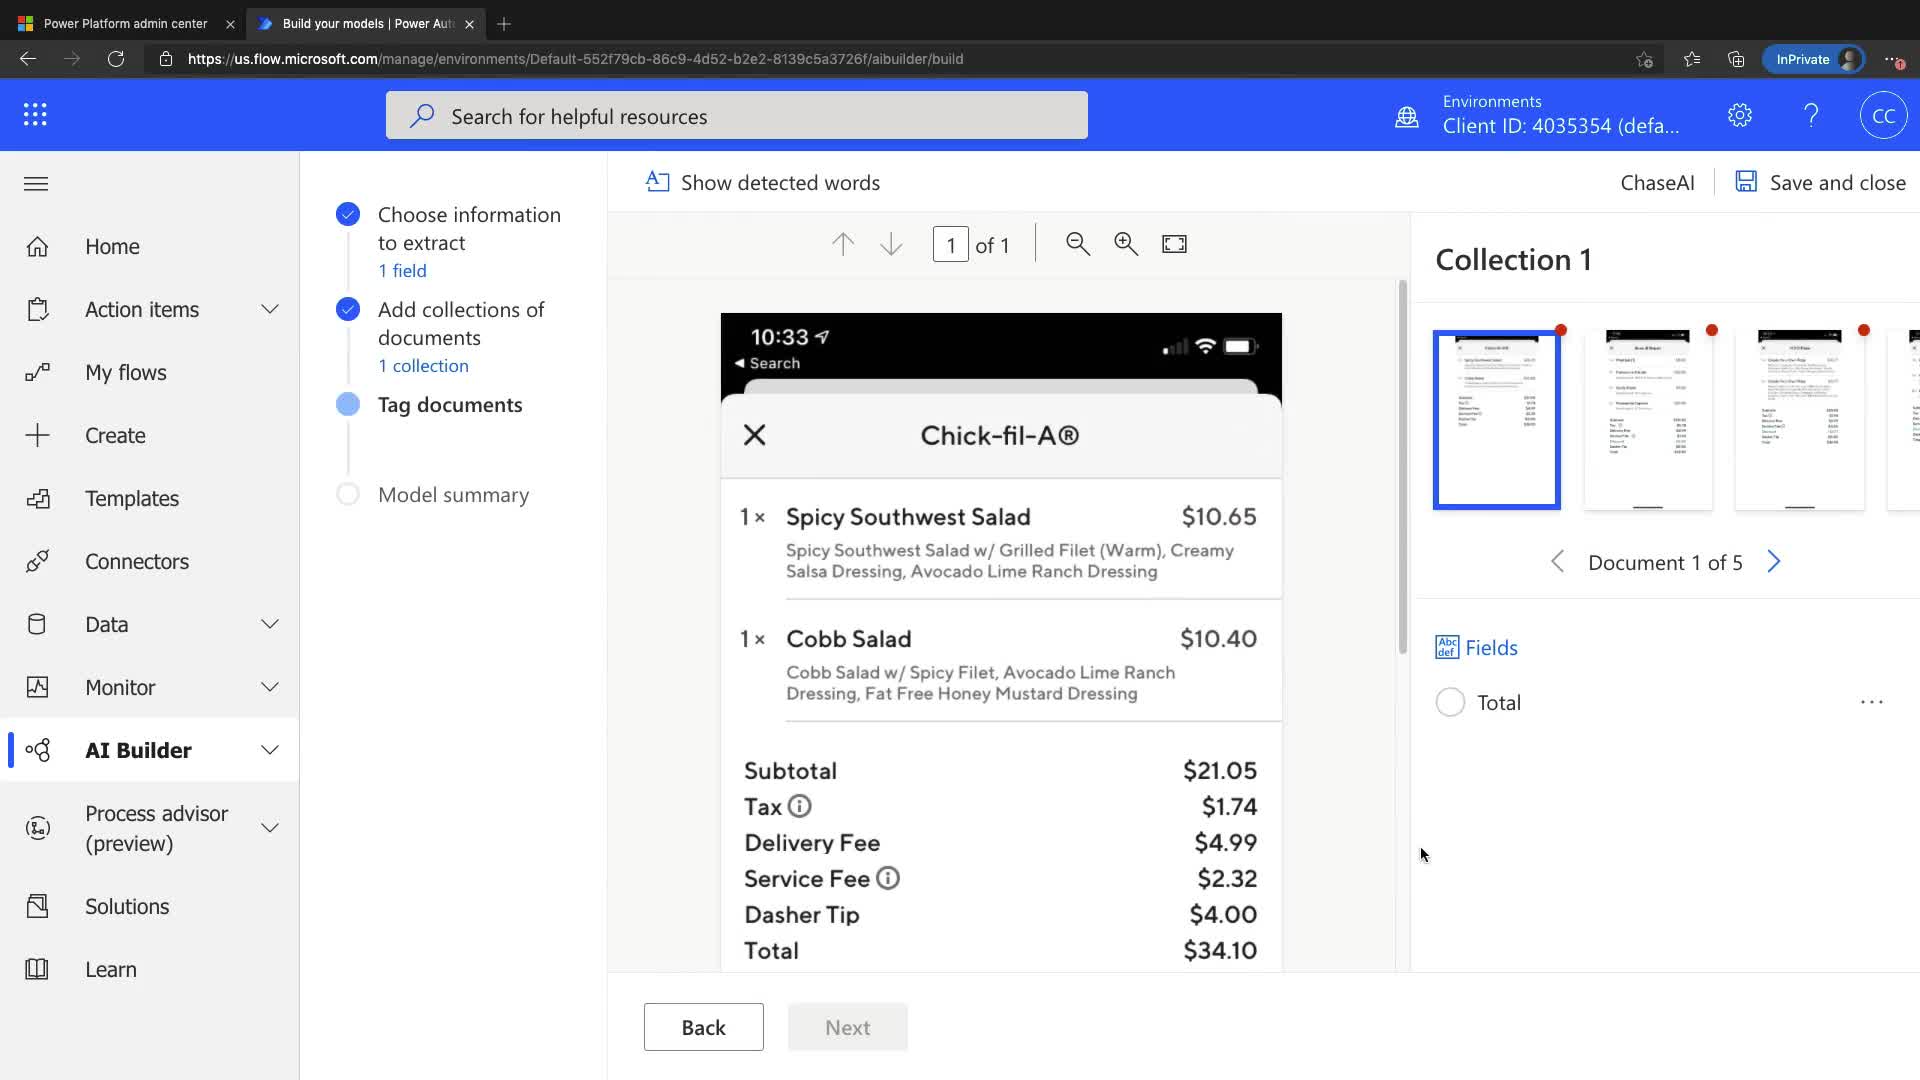 Power Platform admin center
Build your models | Power Aut
https://us.flow.microsoft.com/manage/environments/Default-552f79cb-86c9-4d52-b2e2-8139c5a3726f/aibuilder/build
InPrivate
Search for helpful resources
Environments
Client ID: 4035354 (defa...
CC
Home
Action items
My flows
Create
Templates
Connectors
Data
Monitor
AI Builder
Process advisor
(preview)
Solutions
Learn
Choose information
to extract
1 field
Add collections of
documents
1 collection
Tag documents
Model summary
Show detected words
ChaseAI
Save and close
1 of 1
10:33
Search
Chick-fil-A®
1 × Spicy Southwest Salad $10.65
Spicy Southwest Salad w/ Grilled Filet (Warm), Creamy
Salsa Dressing, Avocado Lime Ranch Dressing
1 × Cobb Salad $10.40
Cobb Salad w/ Spicy Filet, Avocado Lime Ranch
Dressing, Fat Free Honey Mustard Dressing
Subtotal $21.05
Tax $1.74
Delivery Fee $4.99
Service Fee $2.32
Dasher Tip $4.00
Total $34.10
Back
Next
Collection 1
Document 1 of 5
Abc
def
Fields
Total